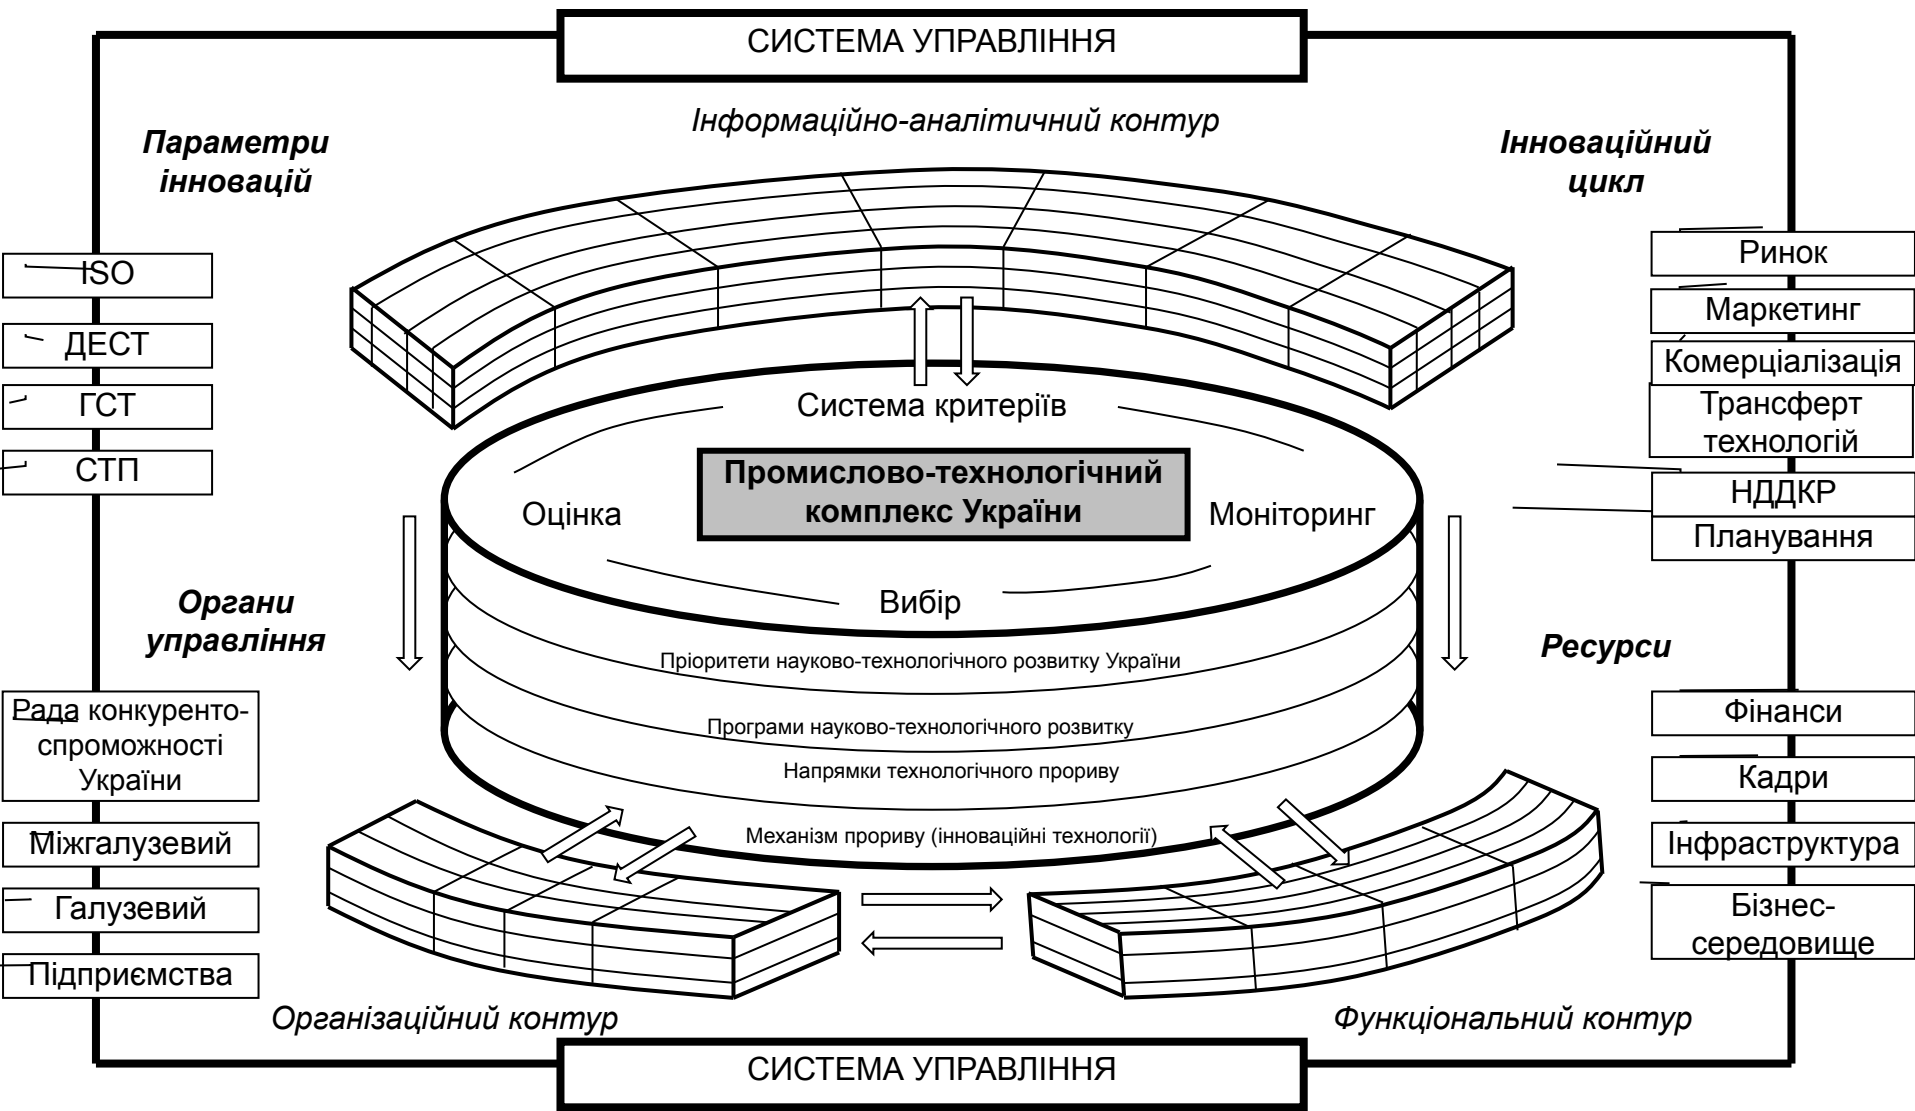 СИСТЕМА УПРАВЛІННЯ
Інформаційно-аналітичний контур
Параметри
інновацій
Інноваційний
цикл
ISO
ДЕСТ
ГСТ
СТП
Ринок
Маркетинг
Комерціалізація
Трансферт
технологій
НДДКР
Планування
Система критеріїв
Промислово-технологічний
комплекс України
Оцінка
Моніторинг
Вибір
Пріоритети науково-технологічного розвитку України
Програми науково-технологічного розвитку
Напрямки технологічного прориву
Механізм прориву (інноваційні технології)
Органи
управління
Рада конкуренто-
спроможності
України
Міжгалузевий
Галузевий
Підприємства
Ресурси
Фінанси
Кадри
Інфраструктура
Бізнес-
середовище
Організаційний контур
Функціональний контур
СИСТЕМА УПРАВЛІННЯ